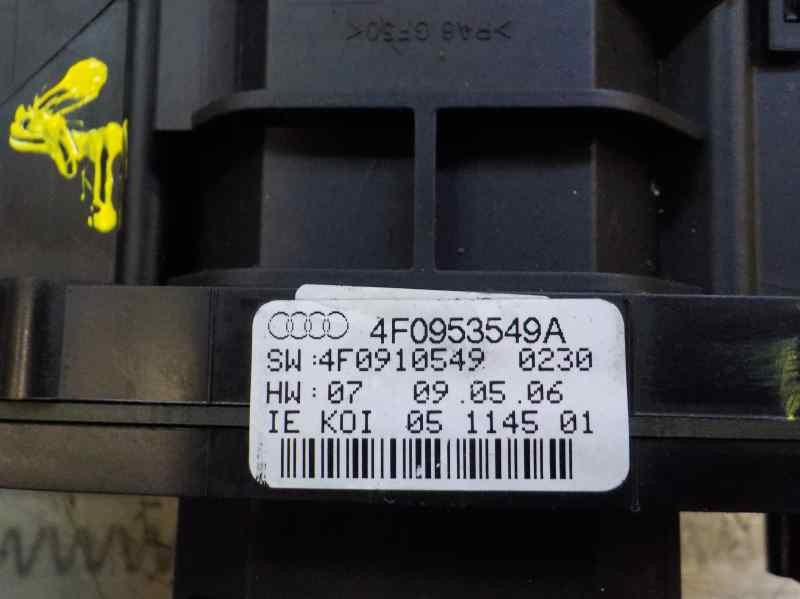 >PA6 GF30<
4F0953549A
SW:4F0910549 0230
HW:07 09.05.06
IE KOI 05 1145 01